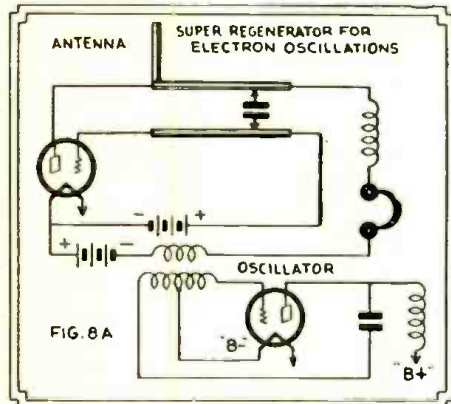 SUPER REGENERATOR FOR
ELECTRON OSCILLATIONS
ANTENNA
- +
+ -
OSCILLATOR
"B-"
FIG. 8A
"B+"